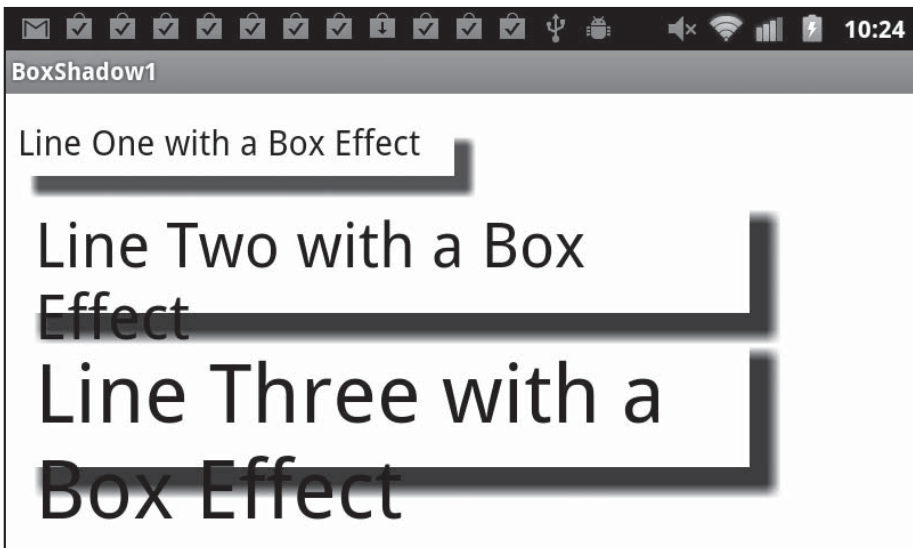 10:24
BoxShadow1
Line One with a Box Effect
Line Two with a Box
Effect
Line Three with a
Box Effect